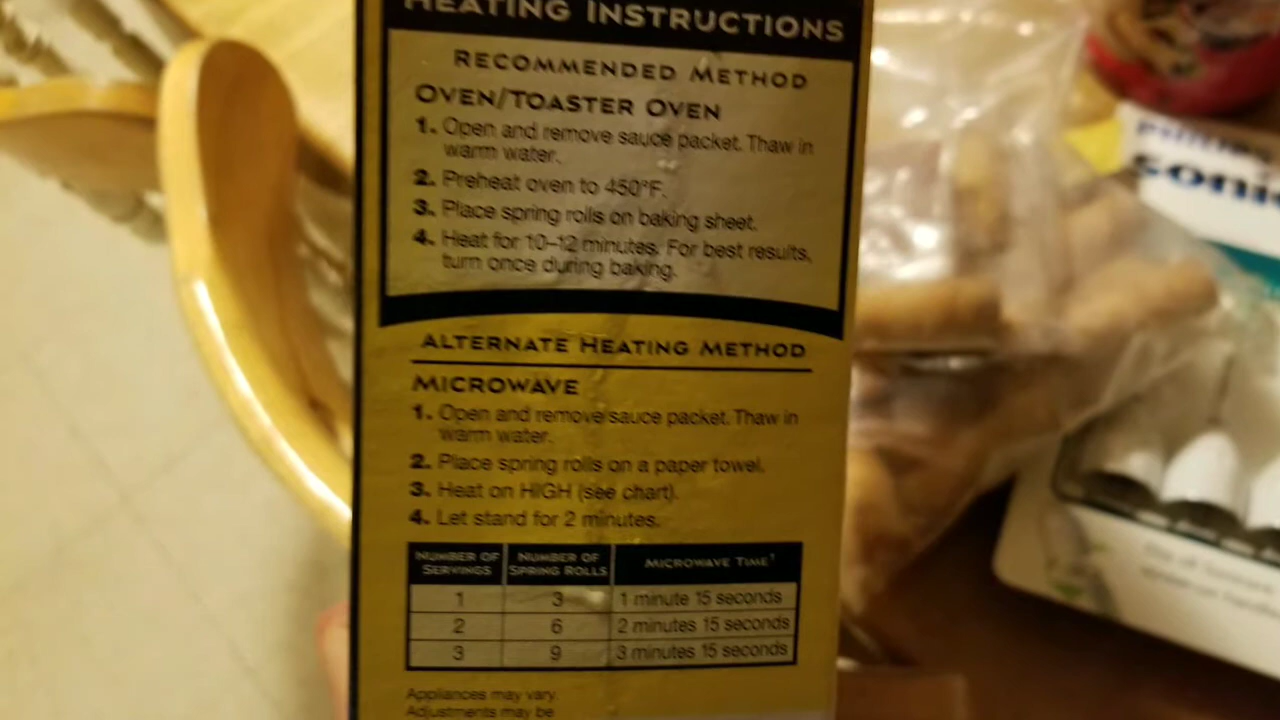 HEATING INSTRUCTIONS
RECOMMENDED METHOD
OVEN/TOASTER OVEN
1. Open and remove sauce packet. Thaw in
warm water.
2. Preheat oven to 450°F.
3. Place spring rolls on baking sheet.
4. Heat for 10–12 minutes. For best results,
turn once during baking.
ALTERNATE HEATING METHOD
MICROWAVE
1. Open and remove sauce packet. Thaw in
warm water.
2. Place spring rolls on a paper towel.
3. Heat on HIGH (see chart).
4. Let stand for 2 minutes.
NUMBER OF SERVINGS NUMBER OF SPRING ROLLS MICROWAVE TIME†
1 3 1 minute 15 seconds
2 6 2 minutes 15 seconds
3 9 3 minutes 15 seconds
Appliances may vary
Adjustments may be